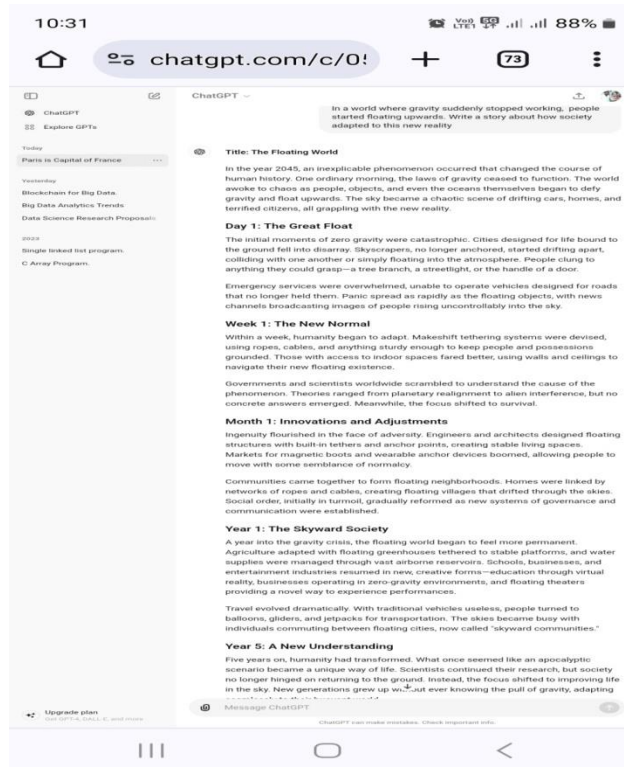 10:31
Vo)) LTE1 5G 88%
chatgpt.com/c/0
73
ChatGPT
Explore GPTs
Today
Paris is Capital of France
Yesterday
Blockchain for Big Data.
Big Data Analytics Trends
Data Science Research Proposals
2023
Single linked list program.
C Array Program.
Upgrade plan
Get GPT-4, DALL·E, and more
ChatGPT
In a world where gravity suddenly stopped working, people
started floating upwards. Write a story about how society
adapted to this new reality
Title: The Floating World
In the year 2045, an inexplicable phenomenon occurred that changed the course of
human history. One ordinary morning, the laws of gravity ceased to function. The world
awoke to chaos as people, objects, and even the oceans themselves began to defy
gravity and float upwards. The sky became a chaotic scene of drifting cars, homes, and
terrified citizens, all grappling with the new reality.
Day 1: The Great Float
The initial moments of zero gravity were catastrophic. Cities designed for life bound to
the ground fell into disarray. Skyscrapers, no longer anchored, started drifting apart,
colliding with one another or simply floating into the atmosphere. People clung to
anything they could grasp—a tree branch, a streetlight, or the handle of a door.
Emergency services were overwhelmed, unable to operate vehicles designed for roads
that no longer held them. Panic spread as rapidly as the floating objects, with news
channels broadcasting images of people rising uncontrollably into the sky.
Week 1: The New Normal
Within a week, humanity began to adapt. Makeshift tethering systems were devised,
using ropes, cables, and anything sturdy enough to keep people and possessions
grounded. Those with access to indoor spaces fared better, using walls and ceilings to
navigate their new floating existence.
Governments and scientists worldwide scrambled to understand the cause of the
phenomenon. Theories ranged from planetary realignment to alien interference, but no
concrete answers emerged. Meanwhile, the focus shifted to survival.
Month 1: Innovations and Adjustments
Ingenuity flourished in the face of adversity. Engineers and architects designed floating
structures with built-in tethers and anchor points, creating stable living spaces.
Markets for magnetic boots and wearable anchor devices boomed, allowing people to
move with some semblance of normalcy.
Communities came together to form floating neighborhoods. Homes were linked by
networks of ropes and cables, creating floating villages that drifted through the skies.
Social order, initially in turmoil, gradually reformed as new systems of governance and
communication were established.
Year 1: The Skyward Society
A year into the gravity crisis, the floating world began to feel more permanent.
Agriculture adapted with floating greenhouses tethered to stable platforms, and water
supplies were managed through vast airborne reservoirs. Schools, businesses, and
entertainment industries resumed in new, creative forms—education through virtual
reality, businesses operating in zero-gravity environments, and floating theaters
providing a novel way to experience performances.
Travel evolved dramatically. With traditional vehicles useless, people turned to
balloons, gliders, and jetpacks for transportation. The skies became busy with
individuals commuting between floating cities, now called "skyward communities."
Year 5: A New Understanding
Five years on, humanity had transformed. What once seemed like an apocalyptic
scenario became a unique way of life. Scientists continued their research, but society
no longer hinged on returning to the ground. Instead, the focus shifted to improving life
in the sky. New generations grew up without ever knowing the pull of gravity, adapting
Message ChatGPT
ChatGPT can make mistakes. Check important info.